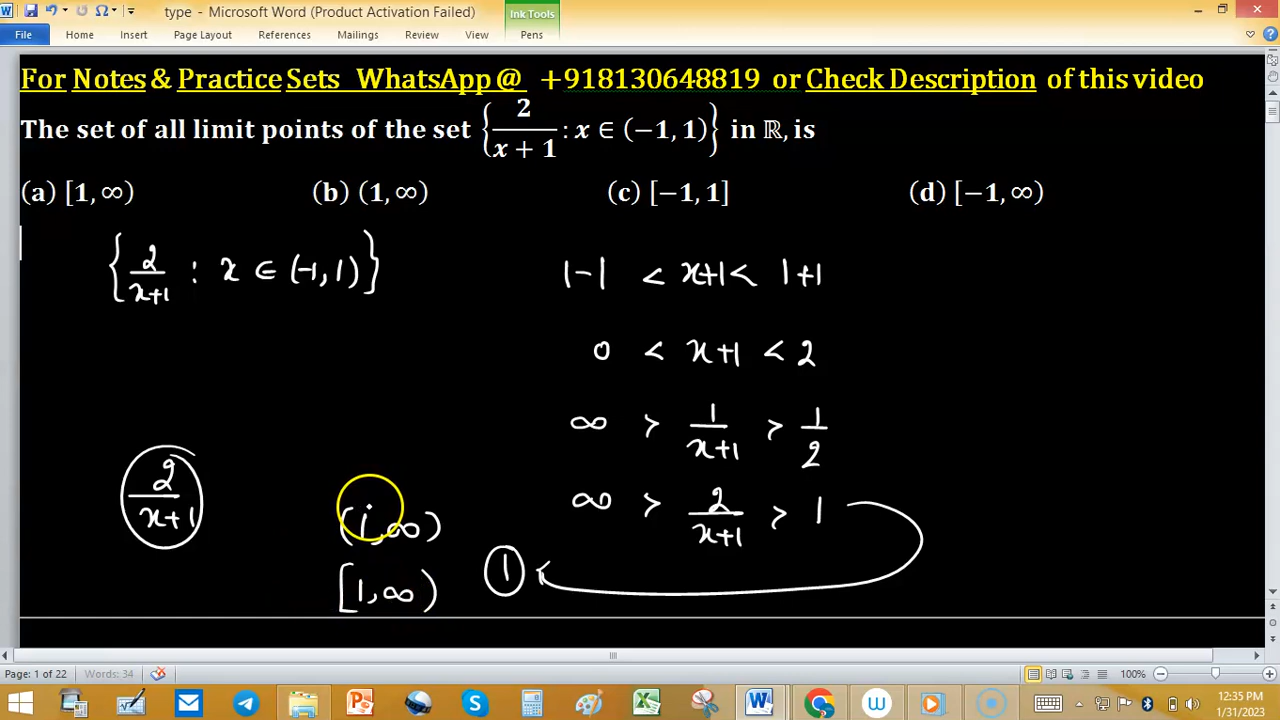 type - Microsoft Word (Product Activation Failed)
Ink Tools
File Home Insert Page Layout References Mailings Review View Pens
For Notes & Practice Sets WhatsApp @ +918130648819 or Check Description of this video
The set of all limit points of the set {2/(x + 1) : x ∈ (−1, 1)} in ℝ, is
(a) [1, ∞) (b) (1, ∞) (c) [−1, 1] (d) [−1, ∞)
{2/(x+1) : x ∈ (-1, 1)}
1-1 < x+1 < 1+1
0 < x+1 < 2
∞ > 1/(x+1) > 1/2
∞ > 2/(x+1) > 1
2/(x+1)
(1, ∞)
[1, ∞)
1
Page: 1 of 22 Words: 34 100%
12:35 PM
1/31/2023